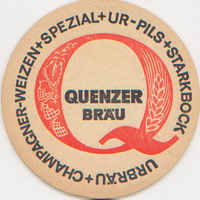 URBRÄU+CHAMPAGNER-WEIZEN+SPEZIAL+UR-PILS+STARKBOCK
QUENZER
BRÄU